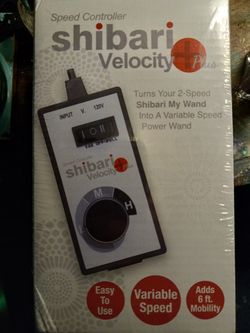 Speed Controller
shibari
Velocity Plus
Turns Your 2-Speed
Shibari My Wand
Into A Variable Speed
Power Wand
INPUT V. 120V
shibari
Velocity
M
H
Easy
To
Use
Variable
Speed
Adds
6 ft.
Mobility